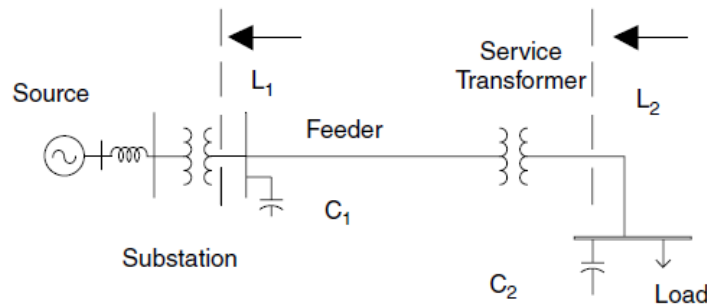 Service
Transformer
L1
L2
Source
Feeder
C1
Substation
C2
Load